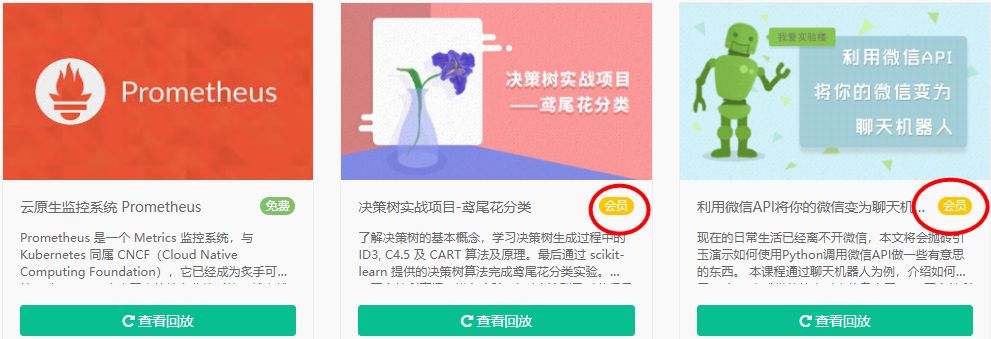 Prometheus
云原生监控系统 Prometheus
免费
Prometheus 是一个 Metrics 监控系统，与
Kubernetes 同属 CNCF（Cloud Native
Computing Foundation），它已经成为炙手可...
查看回放
决策树实战项目
——鸢尾花分类
决策树实战项目-鸢尾花分类
会员
了解决策树的基本概念，学习决策树生成过程中的
ID3, C4.5 及 CART 算法及原理。最后通过 scikit-
learn 提供的决策树算法完成鸢尾花分类实验。...
查看回放
我爱实验楼
利用微信API
将你的微信变为
聊天机器人
利用微信API将你的微信变为聊天机...
会员
现在的日常生活已经离不开微信，本文将会抛砖引
玉演示如何使用Python调用微信API做一些有意思
的东西。 本课程通过聊天机器人为例，介绍如何...
查看回放